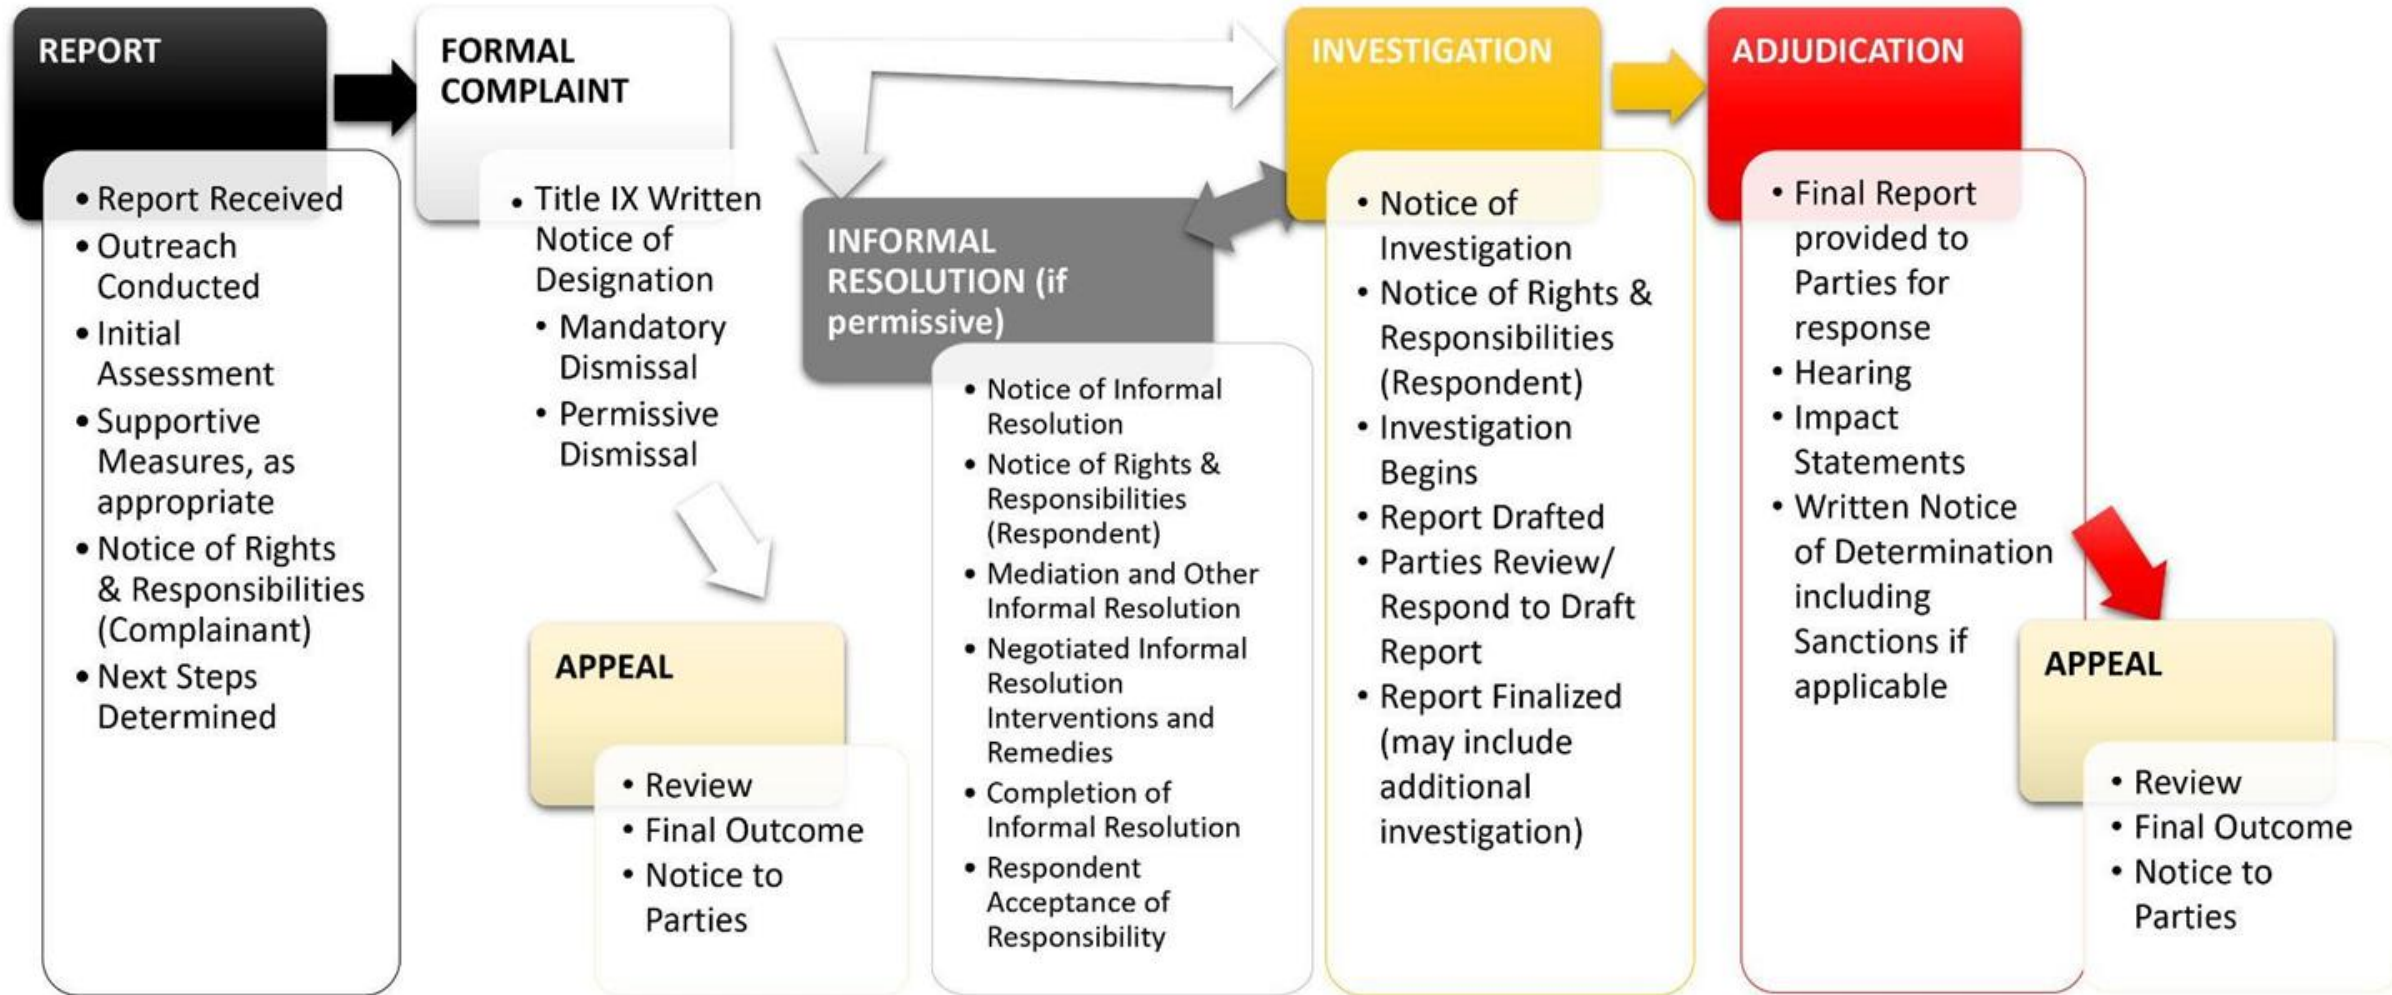 REPORT
• Report Received
• Outreach
Conducted
• Initial
Assessment
• Supportive
Measures, as
appropriate
• Notice of Rights
& Responsibilities
(Complainant)
• Next Steps
Determined
FORMAL
COMPLAINT
• Title IX Written
Notice of
Designation
• Mandatory
Dismissal
• Permissive
Dismissal
APPEAL
• Review
• Final Outcome
• Notice to
Parties
INFORMAL
RESOLUTION (if
permissive)
• Notice of Informal
Resolution
• Notice of Rights &
Responsibilities
(Respondent)
• Mediation and Other
Informal Resolution
• Negotiated Informal
Resolution
Interventions and
Remedies
• Completion of
Informal Resolution
• Respondent
Acceptance of
Responsibility
INVESTIGATION
• Notice of
Investigation
• Notice of Rights &
Responsibilities
(Respondent)
• Investigation
Begins
• Report Drafted
• Parties Review/
Respond to Draft
Report
• Report Finalized
(may include
additional
investigation)
ADJUDICATION
• Final Report
provided to
Parties for
response
• Hearing
• Impact
Statements
• Written Notice
of Determination
including
Sanctions if
applicable
APPEAL
• Review
• Final Outcome
• Notice to
Parties